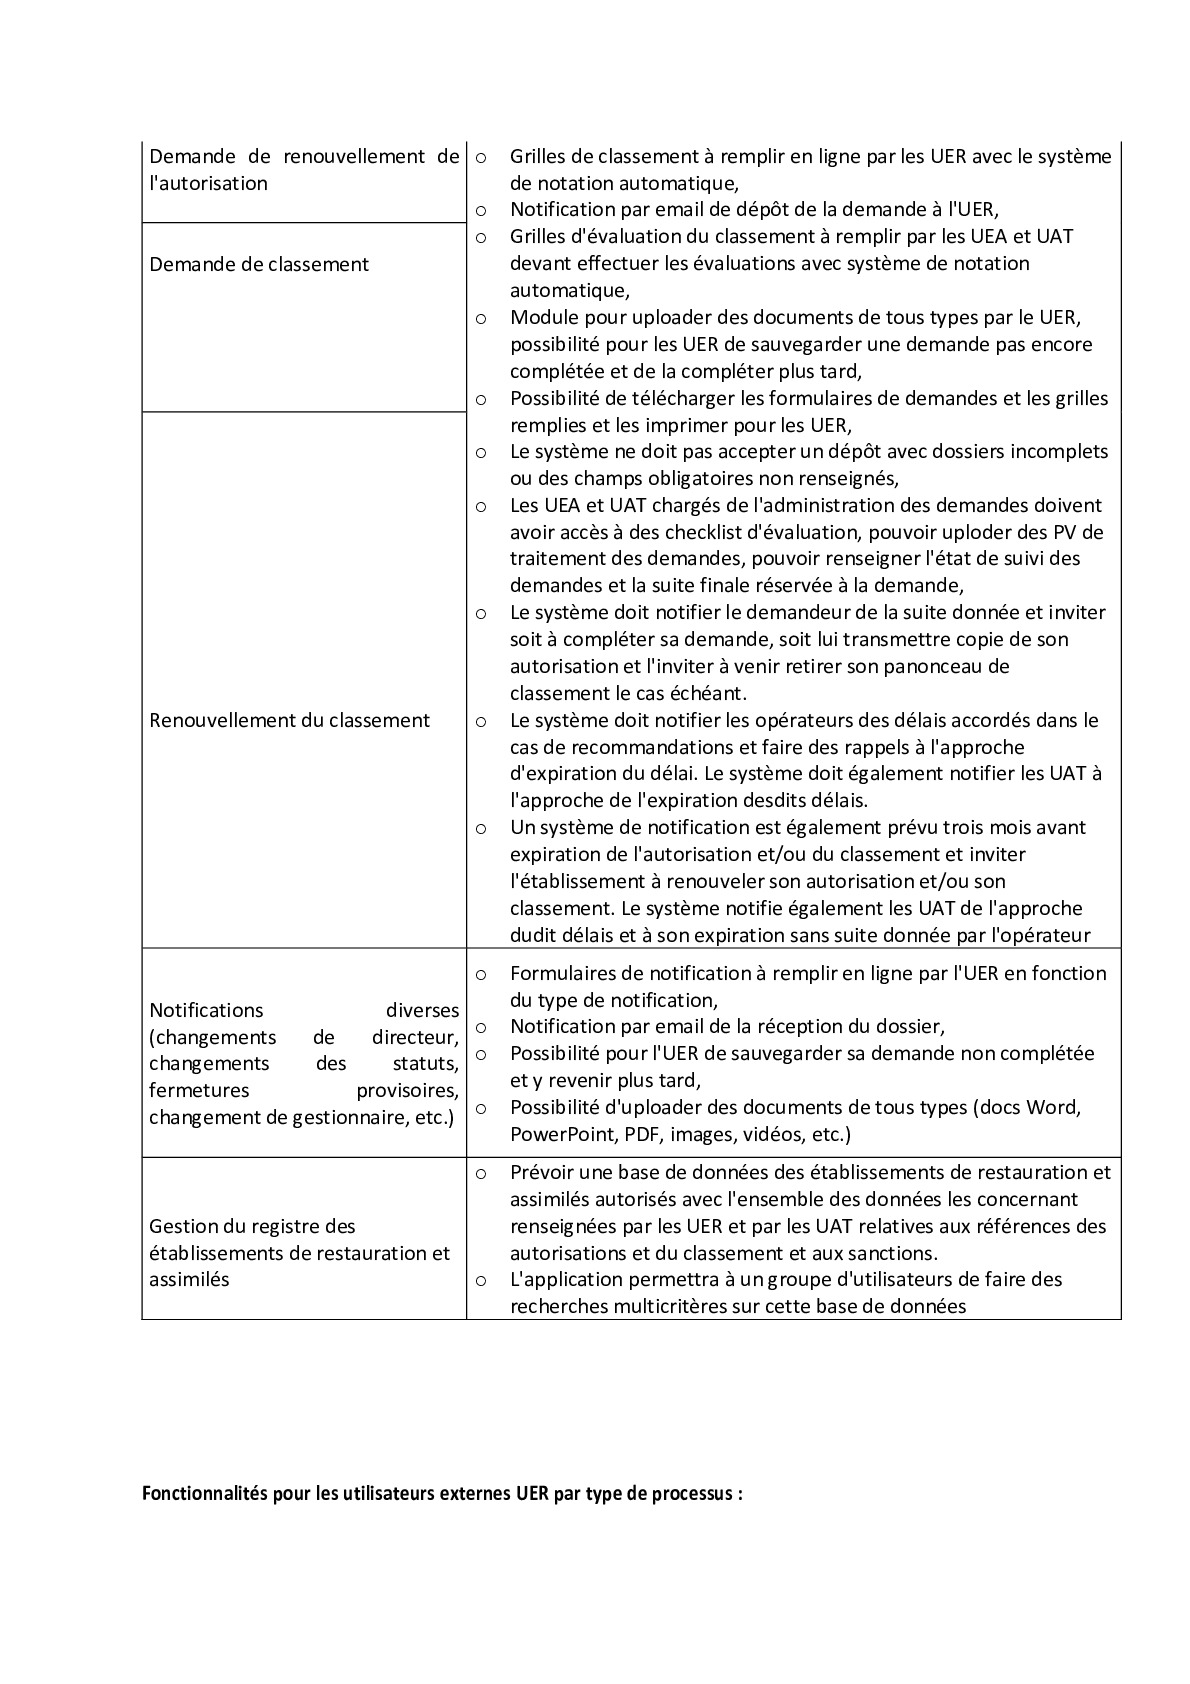 Demande de renouvellement de
l'autorisation
Demande de classement
Renouvellement du classement
o Grilles de classement à remplir en ligne par les UER avec le système
de notation automatique,
o Notification par email de dépôt de la demande à l'UER,
o Grilles d'évaluation du classement à remplir par les UEA et UAT
devant effectuer les évaluations avec système de notation
automatique,
o Module pour uploader des documents de tous types par le UER,
possibilité pour les UER de sauvegarder une demande pas encore
complétée et de la compléter plus tard,
o Possibilité de télécharger les formulaires de demandes et les grilles
remplies et les imprimer pour les UER,
o Le système ne doit pas accepter un dépôt avec dossiers incomplets
ou des champs obligatoires non renseignés,
o Les UEA et UAT chargés de l'administration des demandes doivent
avoir accès à des checklist d'évaluation, pouvoir uploder des PV de
traitement des demandes, pouvoir renseigner l'état de suivi des
demandes et la suite finale réservée à la demande,
o Le système doit notifier le demandeur de la suite donnée et inviter
soit à compléter sa demande, soit lui transmettre copie de son
autorisation et l'inviter à venir retirer son panonceau de
classement le cas échéant.
o Le système doit notifier les opérateurs des délais accordés dans le
cas de recommandations et faire des rappels à l'approche
d'expiration du délai. Le système doit également notifier les UAT à
l'approche de l'expiration desdits délais.
o Un système de notification est également prévu trois mois avant
expiration de l'autorisation et/ou du classement et inviter
l'établissement à renouveler son autorisation et/ou son
classement. Le système notifie également les UAT de l'approche
dudit délais et à son expiration sans suite donnée par l'opérateur
Notifications diverses
(changements de directeur,
changements des statuts,
fermetures provisoires,
changement de gestionnaire, etc.)
o Formulaires de notification à remplir en ligne par l'UER en fonction
du type de notification,
o Notification par email de la réception du dossier,
o Possibilité pour l'UER de sauvegarder sa demande non complétée
et y revenir plus tard,
o Possibilité d'uploader des documents de tous types (docs Word,
PowerPoint, PDF, images, vidéos, etc.)
Gestion du registre des
établissements de restauration et
assimilés
o Prévoir une base de données des établissements de restauration et
assimilés autorisés avec l'ensemble des données les concernant
renseignées par les UER et par les UAT relatives aux références des
autorisations et du classement et aux sanctions.
o L'application permettra à un groupe d'utilisateurs de faire des
recherches multicritères sur cette base de données
Fonctionnalités pour les utilisateurs externes UER par type de processus :